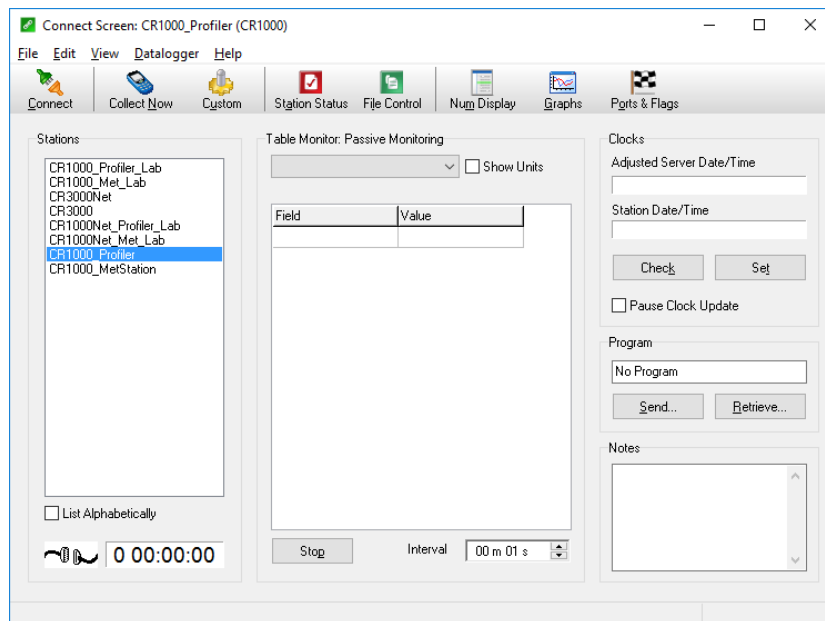 Connect Screen: CR1000_Profiler (CR1000)
File Edit View Datalogger Help
Connect Collect Now Custom Station Status File Control Num Display Graphs Ports & Flags
Stations
CR1000_Profiler_Lab
CR1000_Met_Lab
CR3000Net
CR3000
CR1000Net_Profiler_Lab
CR1000Net_Met_Lab
CR1000_Profiler
CR1000_MetStation
List Alphabetically
0 00:00:00
Table Monitor: Passive Monitoring
Show Units
Field Value
Stop Interval 00 m 01 s
Clocks
Adjusted Server Date/Time
Station Date/Time
Check Set
Pause Clock Update
Program
No Program
Send... Retrieve...
Notes